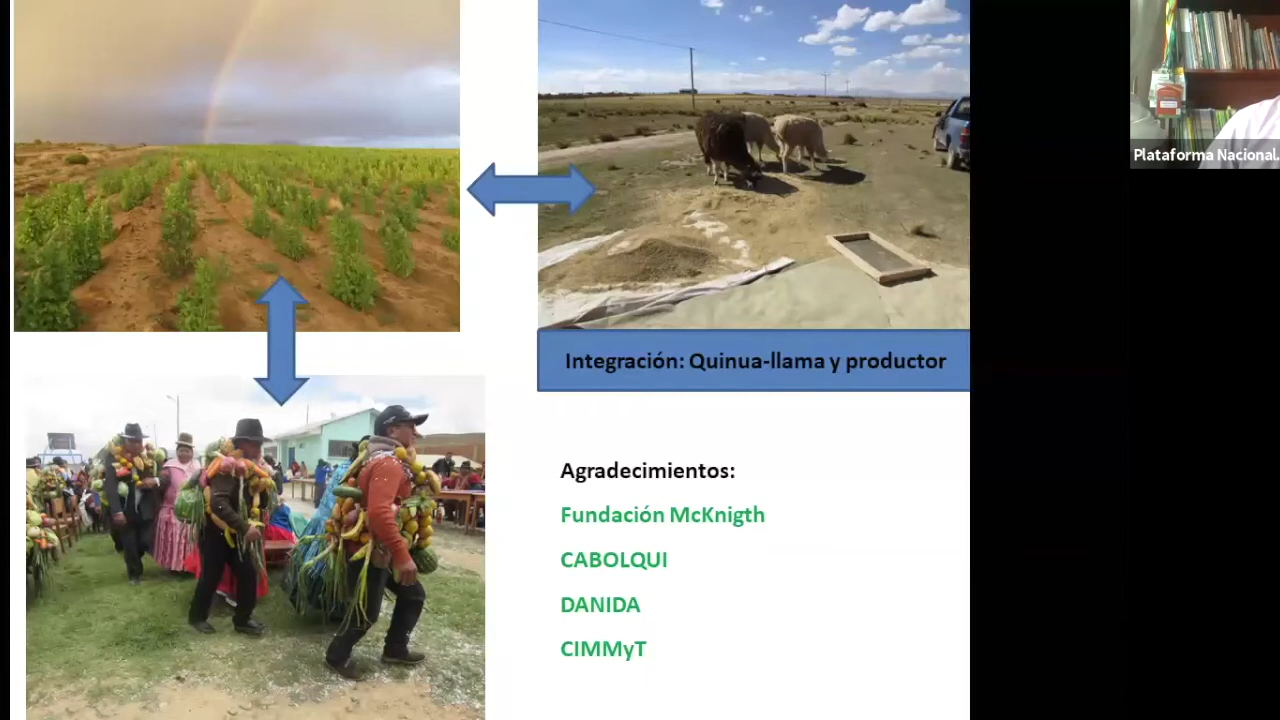 Plataforma Nacional.
Integración: Quinua-llama y productor
Agradecimientos:
Fundación McKnigth
CABOLQUI
DANIDA
CIMMyT